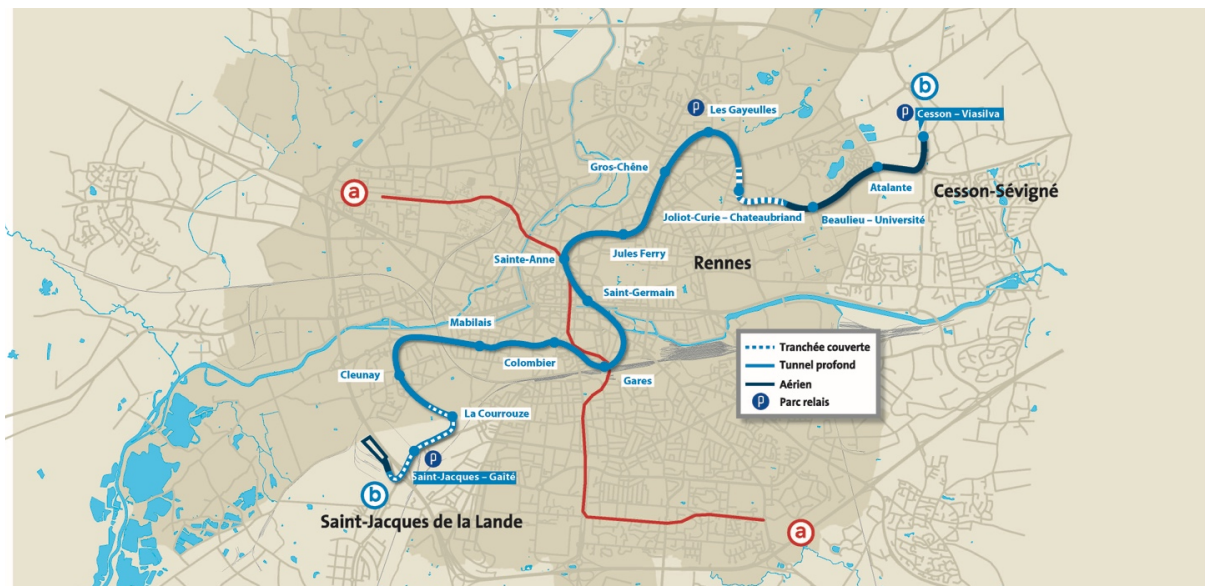 b
P Les Gayeulles
P Cesson – Viasilva
Gros-Chêne
a
Atalante
Cesson-Sévigné
Joliot-Curie – Chateaubriand
Beaulieu – Université
Jules Ferry
Sainte-Anne
Rennes
Saint-Germain
Mabilais
Tranchée couverte
Colombier
Tunnel profond
Cleunay
Gares
Aérien
P Parc relais
La Courrouze
P
Saint-Jacques – Gaité
b
Saint-Jacques de la Lande
a